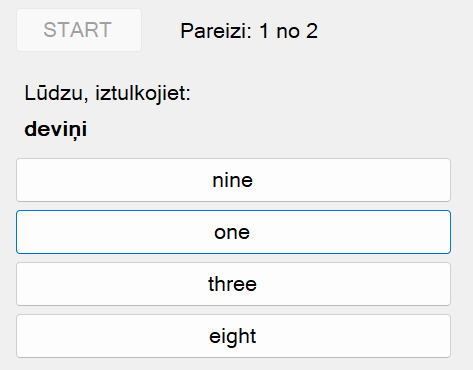 START Pareizi: 1 no 2
Lūdzu, iztulkojiet:
deviņi
nine
one
three
eight